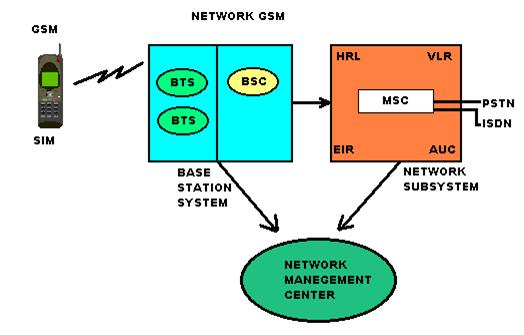 NETWORK GSM
GSM
SIM
BTS
BTS
BSC
HRL
VLR
MSC
PSTN
ISDN
EIR
AUC
BASE
STATION
SYSTEM
NETWORK
SUBSYSTEM
NETWORK
MANEGEMENT
CENTER